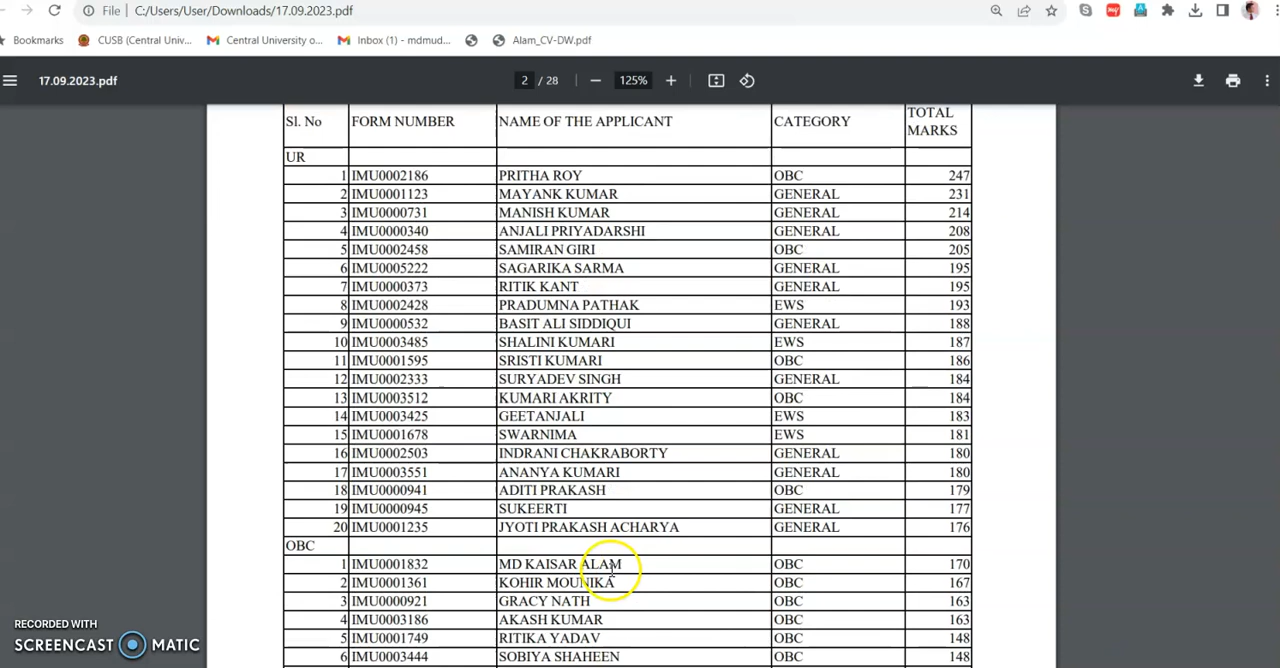 File C:/Users/User/Downloads/17.09.2023.pdf
Bookmarks CUSB (Central Univ... Central University o... Inbox (1) - mdmud... Alam_CV-DW.pdf
17.09.2023.pdf 2 / 28 125%
Sl. No FORM NUMBER NAME OF THE APPLICANT CATEGORY TOTAL MARKS
UR
1 IMU0002186 PRITHA ROY OBC 247
2 IMU0001123 MAYANK KUMAR GENERAL 231
3 IMU0000731 MANISH KUMAR GENERAL 214
4 IMU0000340 ANJALI PRIYADARSHI GENERAL 208
5 IMU0002458 SAMIRAN GIRI OBC 205
6 IMU0005222 SAGARIKA SARMA GENERAL 195
7 IMU0000373 RITIK KANT GENERAL 195
8 IMU0002428 PRADUMNA PATHAK EWS 193
9 IMU0000532 BASIT ALI SIDDIQUI GENERAL 188
10 IMU0003485 SHALINI KUMARI EWS 187
11 IMU0001595 SRISTI KUMARI OBC 186
12 IMU0002333 SURYADEV SINGH GENERAL 184
13 IMU0003512 KUMARI AKRITY OBC 184
14 IMU0003425 GEETANJALI EWS 183
15 IMU0001678 SWARNIMA EWS 181
16 IMU0002503 INDRANI CHAKRABORTY GENERAL 180
17 IMU0003551 ANANYA KUMARI GENERAL 180
18 IMU0000941 ADITI PRAKASH OBC 179
19 IMU0000945 SUKEERTI GENERAL 177
20 IMU0001235 JYOTI PRAKASH ACHARYA GENERAL 176
OBC
1 IMU0001832 MD KAISAR ALAM OBC 170
2 IMU0001361 KOHIR MOUNIKA OBC 167
3 IMU0000921 GRACY NATH OBC 163
4 IMU0003186 AKASH KUMAR OBC 163
5 IMU0001749 RITIKA YADAV OBC 148
6 IMU0003444 SOBIYA SHAHEEN OBC 148
RECORDED WITH
SCREENCAST MATIC